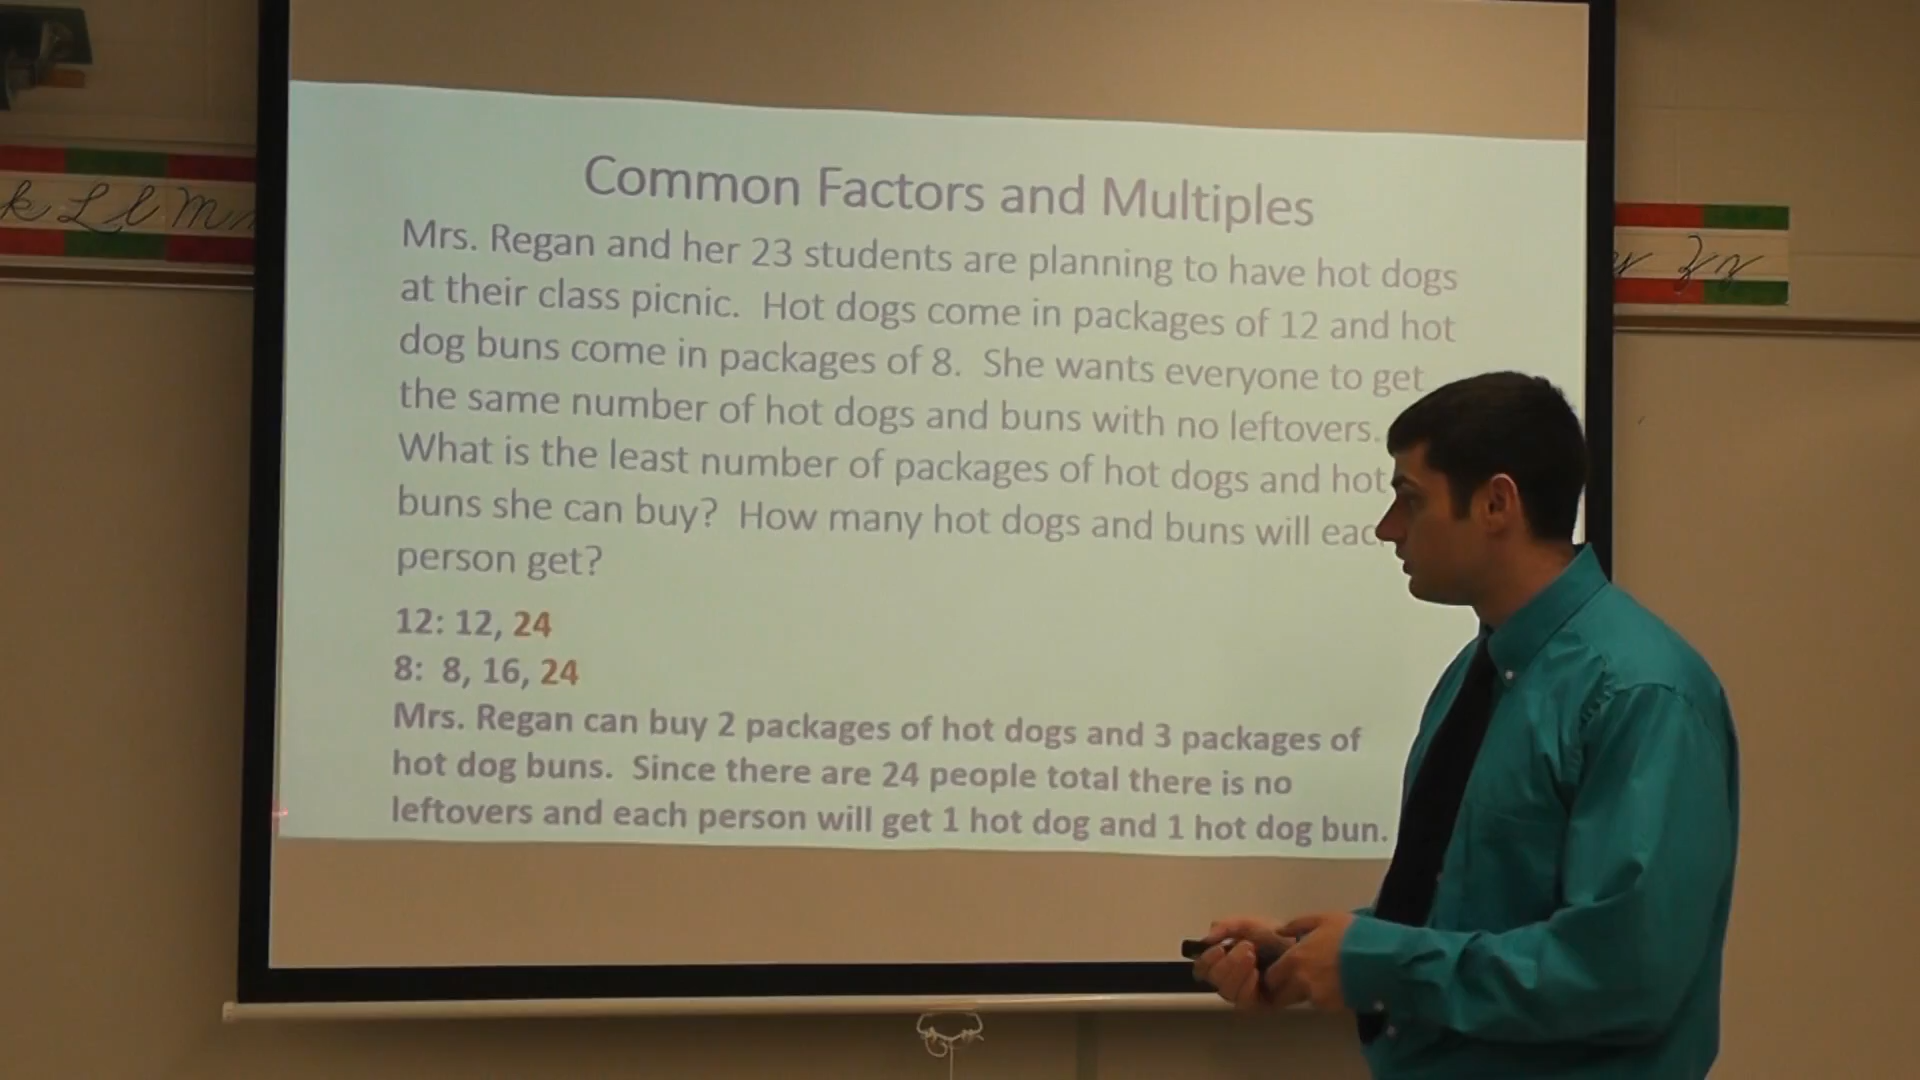 Common Factors and Multiples
Mrs. Regan and her 23 students are planning to have hot dogs
at their class picnic. Hot dogs come in packages of 12 and hot
dog buns come in packages of 8. She wants everyone to get
the same number of hot dogs and buns with no leftovers.
What is the least number of packages of hot dogs and hot
buns she can buy? How many hot dogs and buns will
person get?
12: 12, 24
8: 8, 16, 24
Mrs. Regan can buy 2 packages of hot dogs and 3 packages of
hot dog buns. Since there are 24 people total there is no
leftovers and each person will get 1 hot dog and 1 hot dog bun.
k L l M
Z z